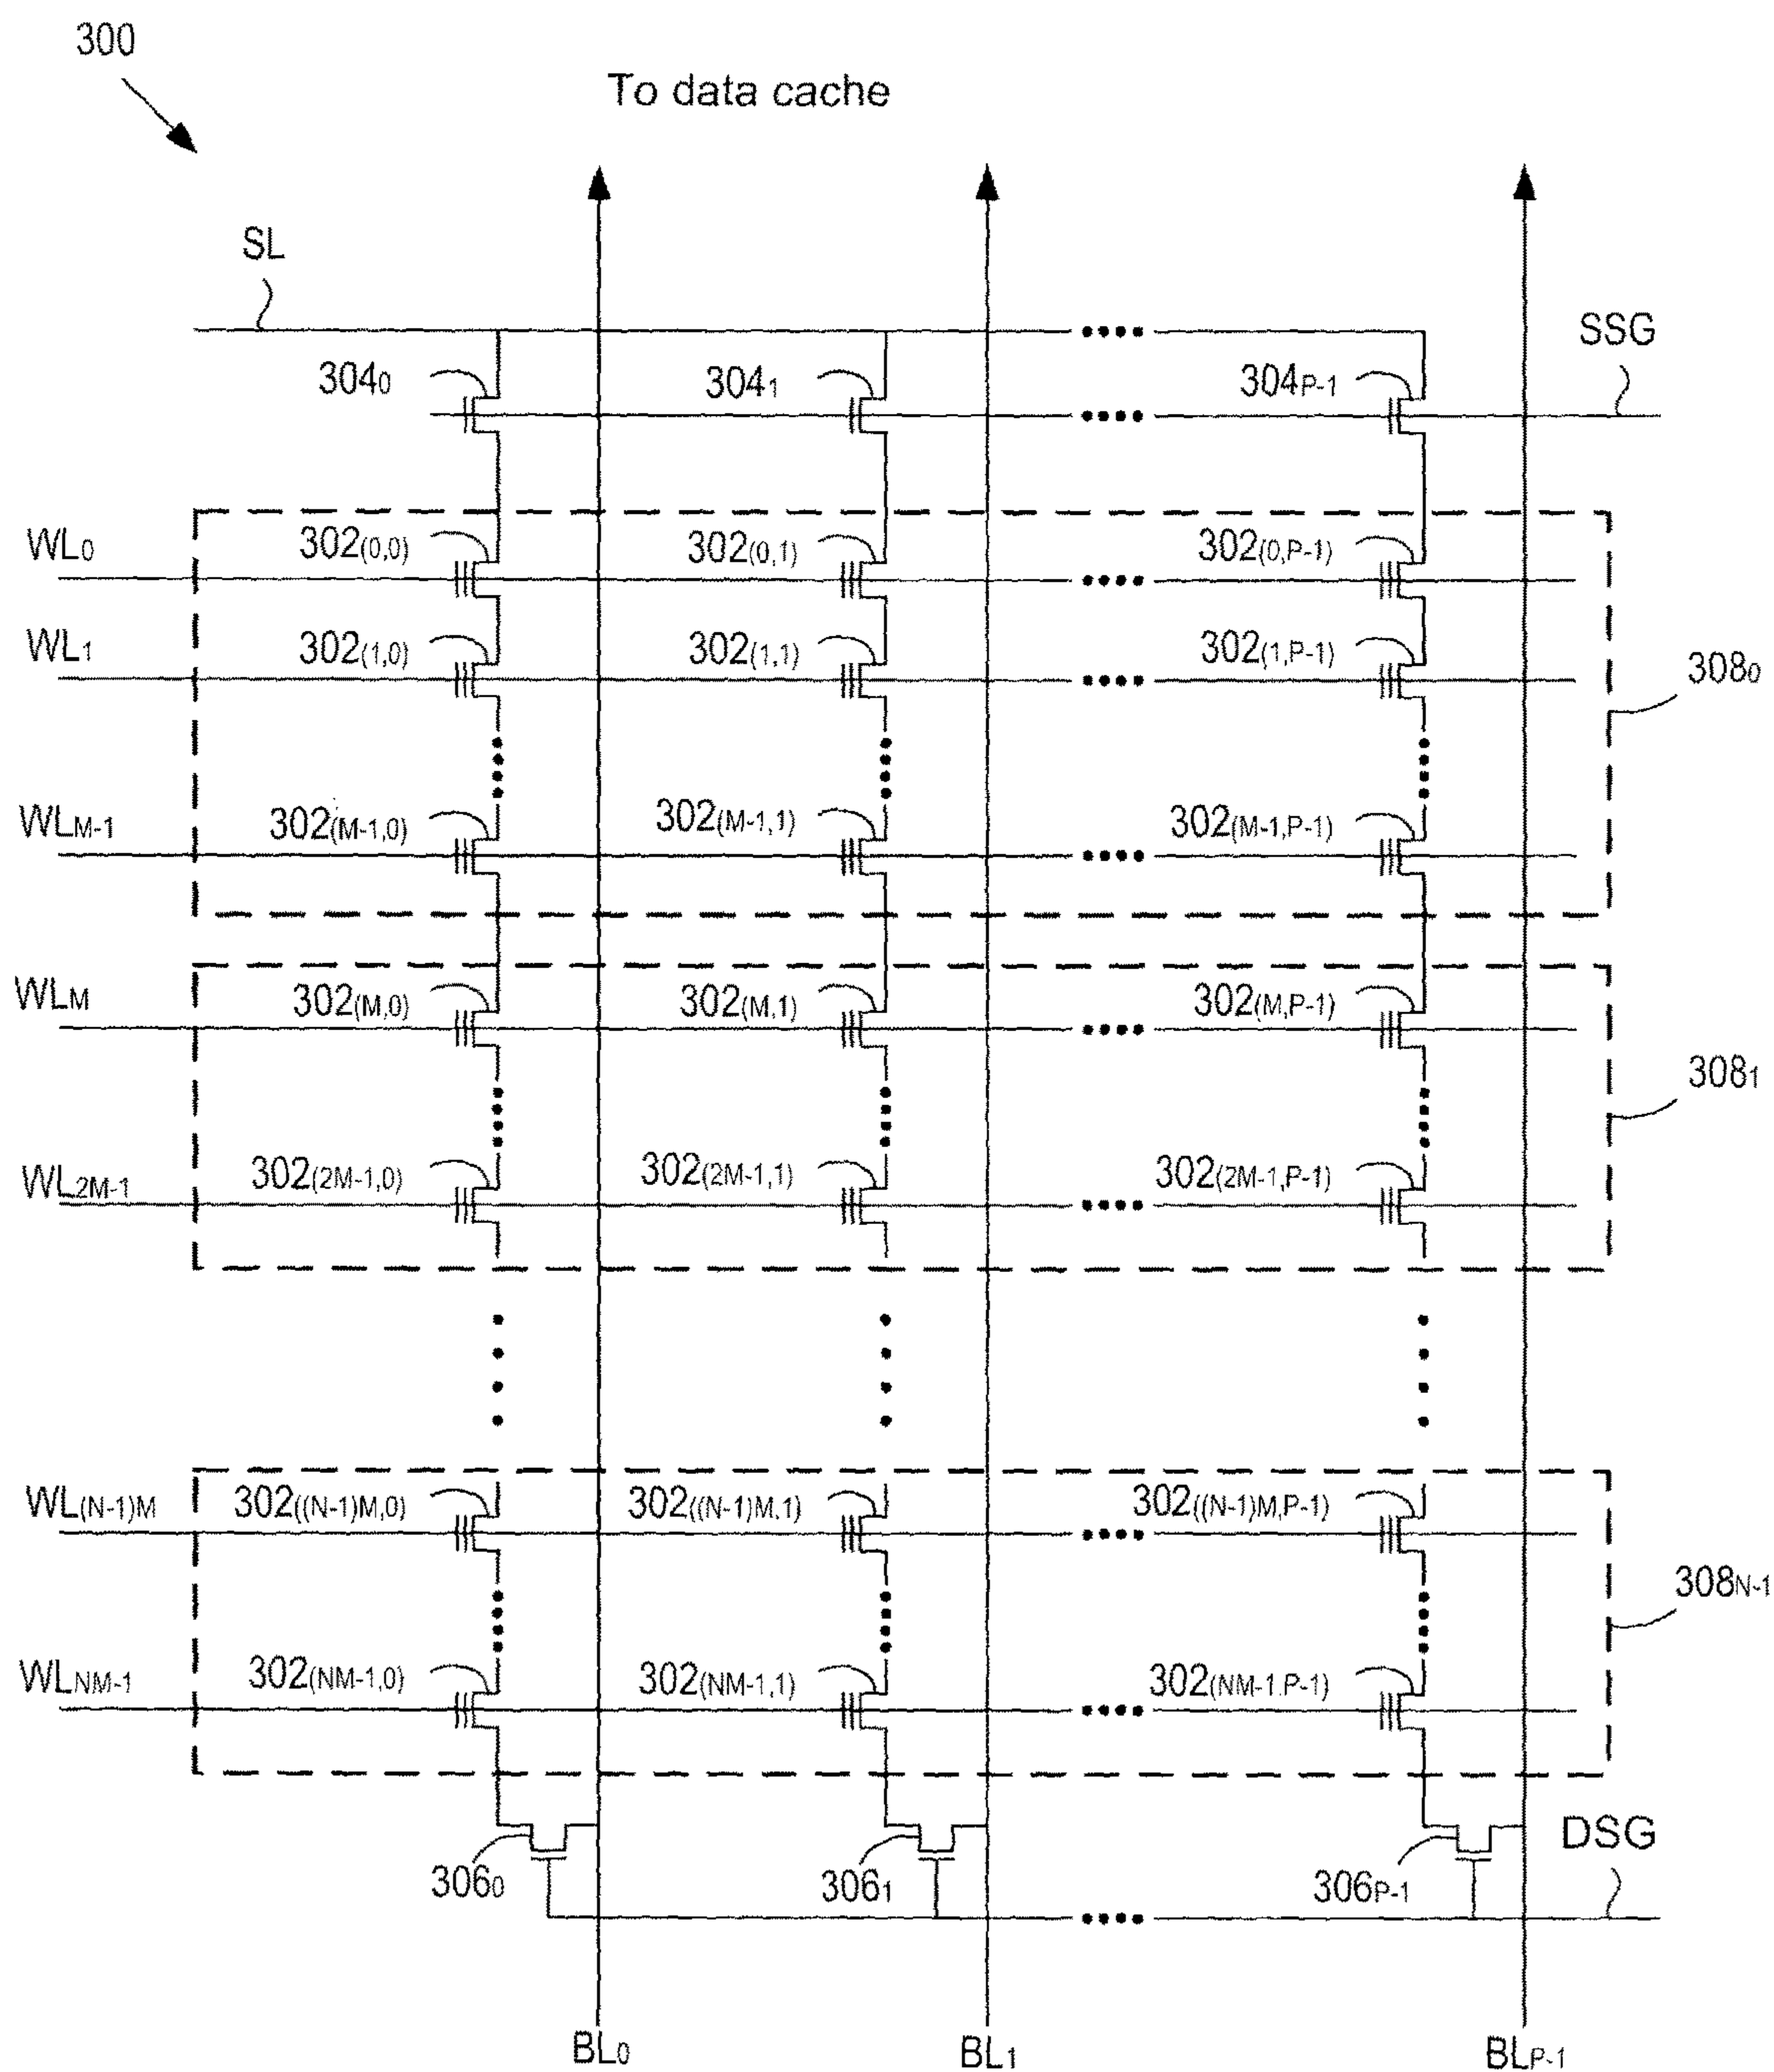 300
To data cache
SL
SSG
304₀ 304₁ 304P-1
WL₀ 302(0,0) 302(0,1) 302(0,P-1)
WL₁ 302(1,0) 302(1,1) 302(1,P-1)
308₀
WLM-1 302(M-1,0) 302(M-1,1) 302(M-1,P-1)
WLM 302(M,0) 302(M,1) 302(M,P-1)
308₁
WL2M-1 302(2M-1,0) 302(2M-1,1) 302(2M-1,P-1)
WL(N-1)M 302((N-1)M,0) 302((N-1)M,1) 302((N-1)M,P-1)
308N-1
WLNM-1 302(NM-1,0) 302(NM-1,1) 302(NM-1.P-1)
DSG
306₀ 306₁ 306P-1
BL₀ BL₁ BLP-1